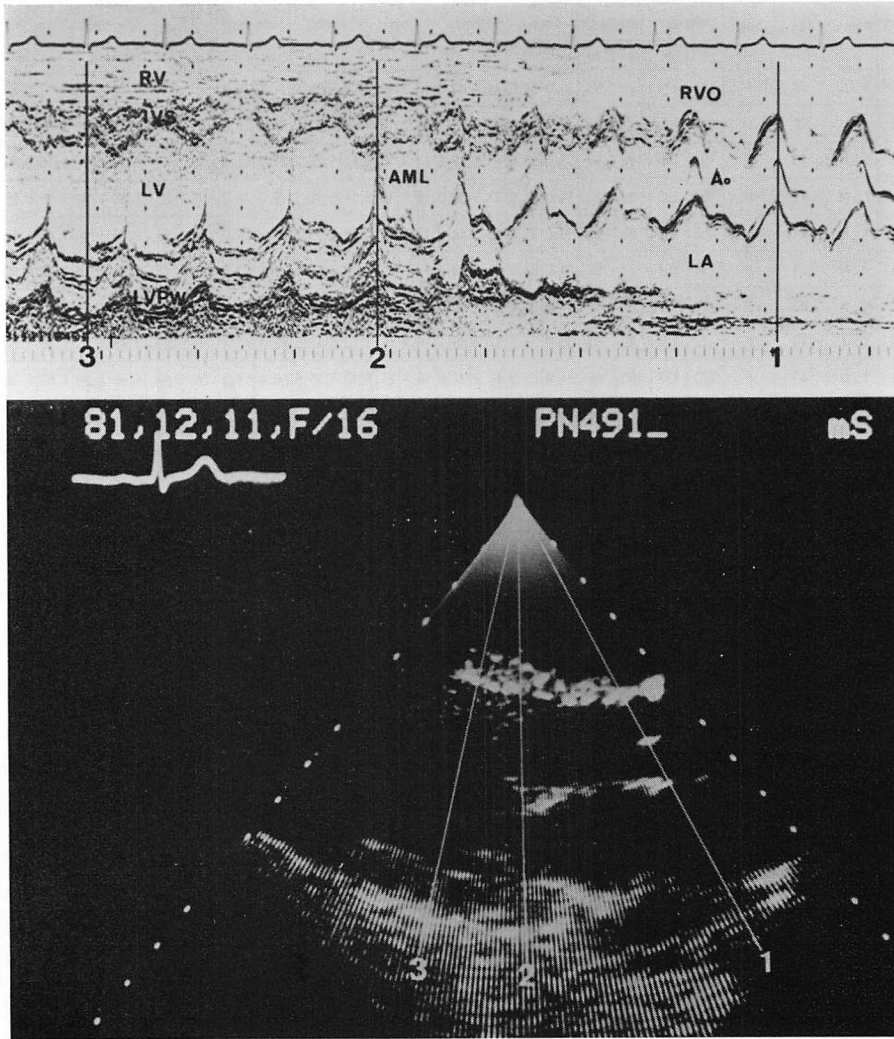 RV
RVO
IVS
LV
AML
Ao
LA
LVPW
3
2
1
81,12,11,F/16 PN491_ mS
3
2
1